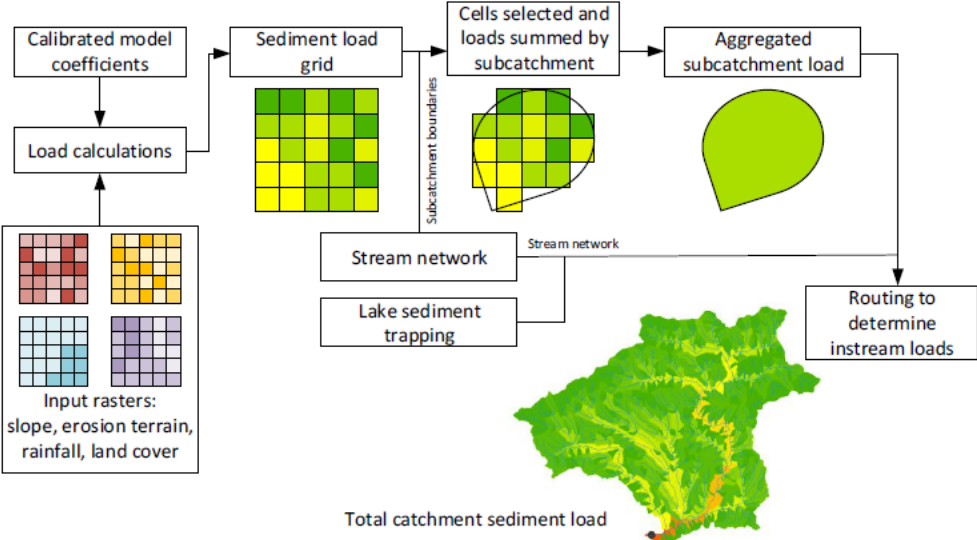 Calibrated model
coefficients
Sediment load
grid
Cells selected and
loads summed by
subcatchment
Aggregated
subcatchment load
Load calculations
Subcatchment boundaries
Stream network
Stream network
Lake sediment
trapping
Routing to
determine
instream loads
Input rasters:
slope, erosion terrain,
rainfall, land cover
Total catchment sediment load